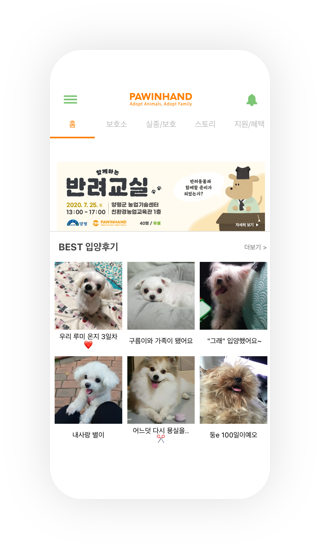 PAWINHAND
Adopt Animals, Adopt Family
홈 보호소 실종/보호 스토리 지원/혜택
함께하는
반려교실
반려동물과
함께할 준비가
되었는가?
2020. 7. 25.
13:00 ~ 17:00
양평군 농업기술센터
친환경농업교육관 1층
양평
PAWINHAND
40명 / 무료
자세히 보기 ▶
BEST 입양후기
더보기 >
우리 루미 온지 3일차
❤️
구름이와 가족이 됐어요
"그래" 입양했어요~
내사랑 별이
어느덧 다시 몽실을..
둥e 100일이예오